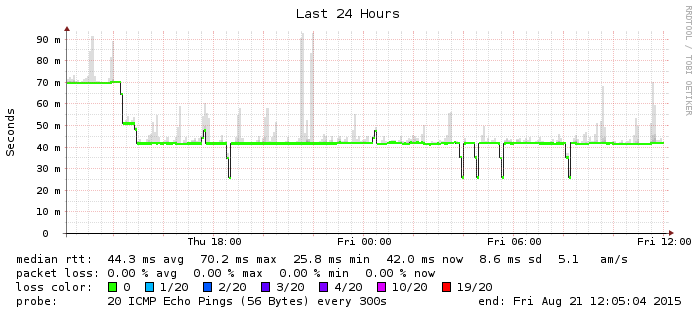 Last 24 Hours
RRDTOOL / TOBI OETIKER
Seconds
90 m
80 m
70 m
60 m
50 m
40 m
30 m
20 m
10 m
0
Thu 18:00 Fri 00:00 Fri 06:00 Fri 12:00
median rtt: 44.3 ms avg 70.2 ms max 25.8 ms min 42.0 ms now 8.6 ms sd 5.1 am/s
packet loss: 0.00 % avg 0.00 % max 0.00 % min 0.00 % now
loss color: 0 1/20 2/20 3/20 4/20 10/20 19/20
probe: 20 ICMP Echo Pings (56 Bytes) every 300s end: Fri Aug 21 12:05:04 2015